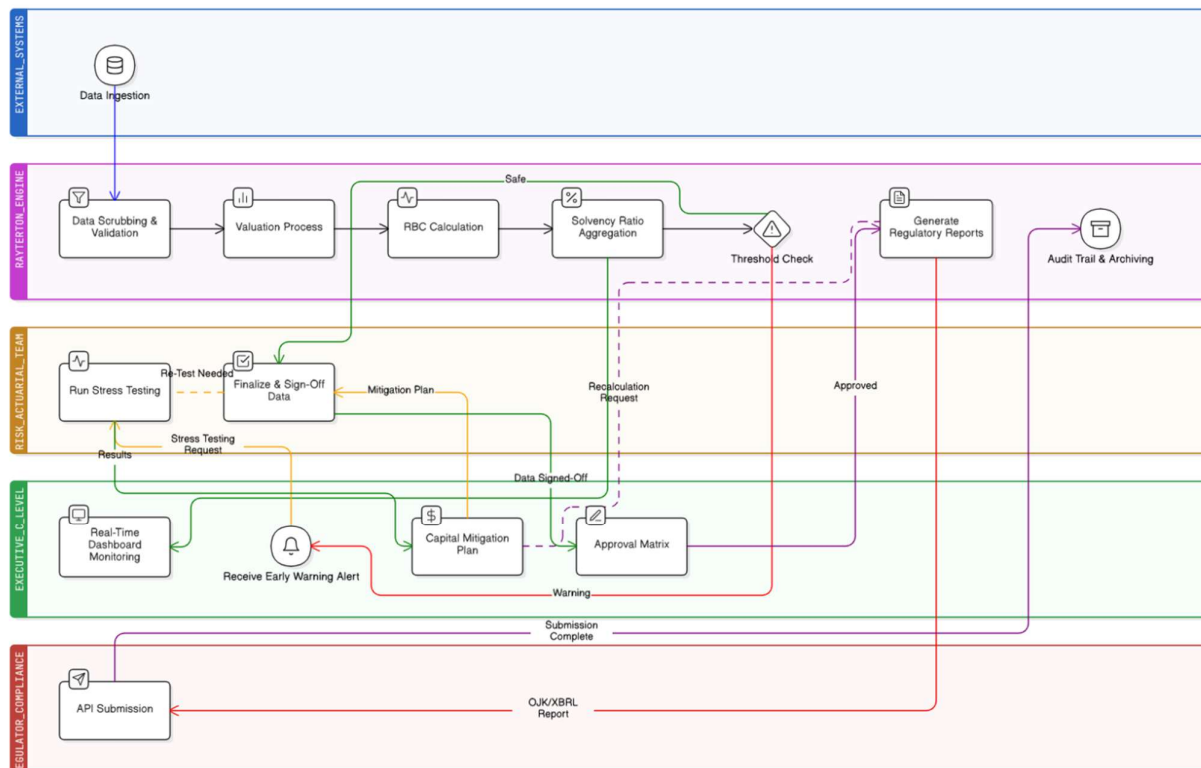 EXTERNAL_SYSTEMS
Data Ingestion
RAYTERTON_ENGINE
Safe
Data Scrubbing &
Validation
Valuation Process
RBC Calculation
Solvency Ratio
Aggregation
Threshold Check
Generate
Regulatory Reports
Audit Trail & Archiving
RISK_ACTUARIAL_TEAM
Run Stress Testing
Re-Test Needed
Finalize & Sign-Off
Data
Mitigation Plan
Recalculation
Request
Approved
Stress Testing
Request
Results
Data Signed-Off
EXECUTIVE_C_LEVEL
Real-Time
Dashboard
Monitoring
Receive Early Warning Alert
Capital Mitigation
Plan
Approval Matrix
Warning
Submission
Complete
EGULATOR_COMPLIANCE
API Submission
OJK/XBRL
Report